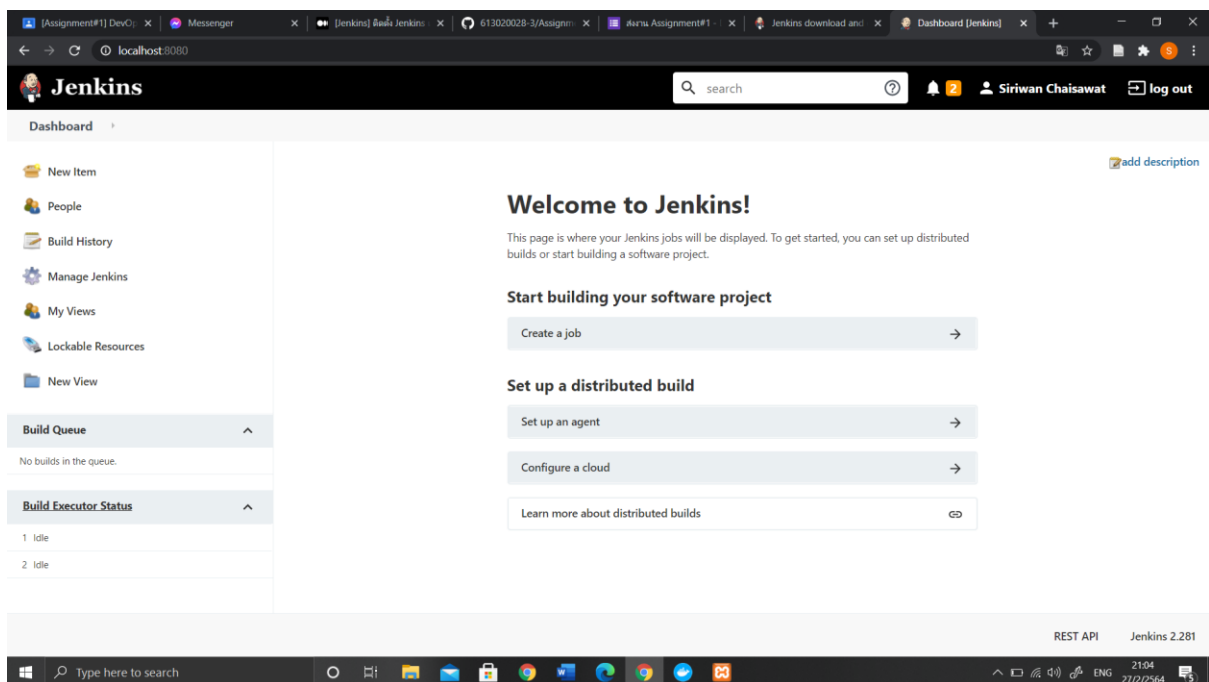 [Assignment#1] DevOp
Messenger
[Jenkins] ติดตั้ง Jenkins
613020028-3/Assignm
ส่งงาน Assignment#1 -
Jenkins download and
Dashboard [Jenkins]
localhost:8080
S
Jenkins
search
2
Siriwan Chaisawat
log out
Dashboard
add description
New Item
People
Build History
Manage Jenkins
My Views
Lockable Resources
New View
Build Queue
No builds in the queue.
Build Executor Status
1 Idle
2 Idle
Welcome to Jenkins!
This page is where your Jenkins jobs will be displayed. To get started, you can set up distributed
builds or start building a software project.
Start building your software project
Create a job
Set up a distributed build
Set up an agent
Configure a cloud
Learn more about distributed builds
REST API
Jenkins 2.281
Type here to search
ENG
21:04
27/2/2564
5